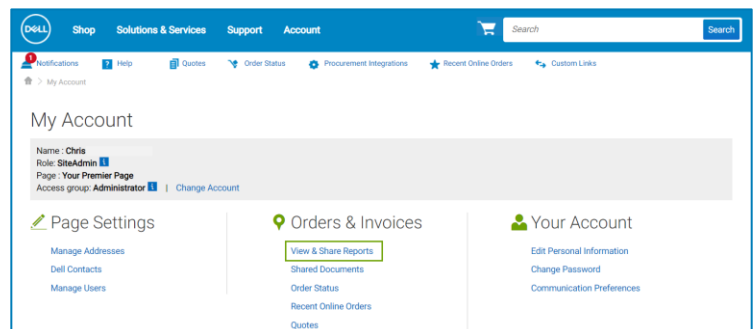 DELL Shop Solutions & Services Support Account Search Search
1 Notifications ? Help Quotes Order Status Procurement Integrations Recent Online Orders Custom Links
> My Account
My Account
Name : Chris
Role: SiteAdmin i
Page : Your Premier Page
Access group: Administrator i | Change Account
Page Settings
Manage Addresses
Dell Contacts
Manage Users
Orders & Invoices
View & Share Reports
Shared Documents
Order Status
Recent Online Orders
Quotes
Your Account
Edit Personal Information
Change Password
Communication Preferences